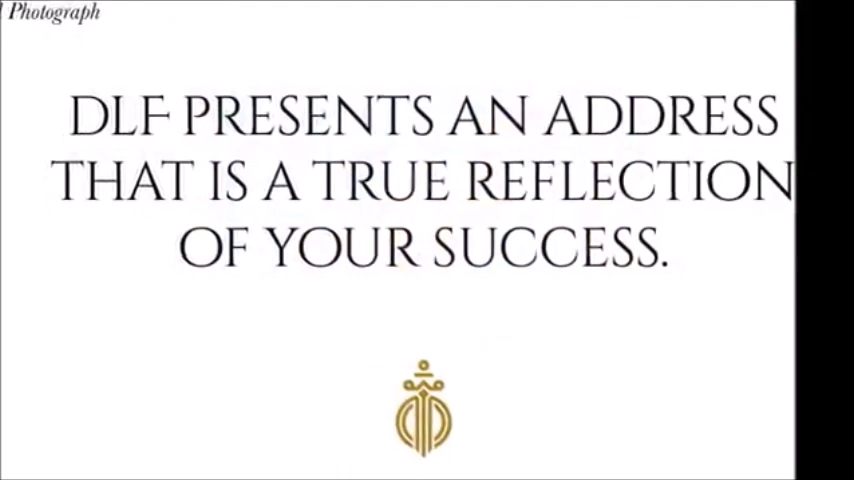 Photograph
DLF PRESENTS AN ADDRESS
THAT IS A TRUE REFLECTION
OF YOUR SUCCESS.